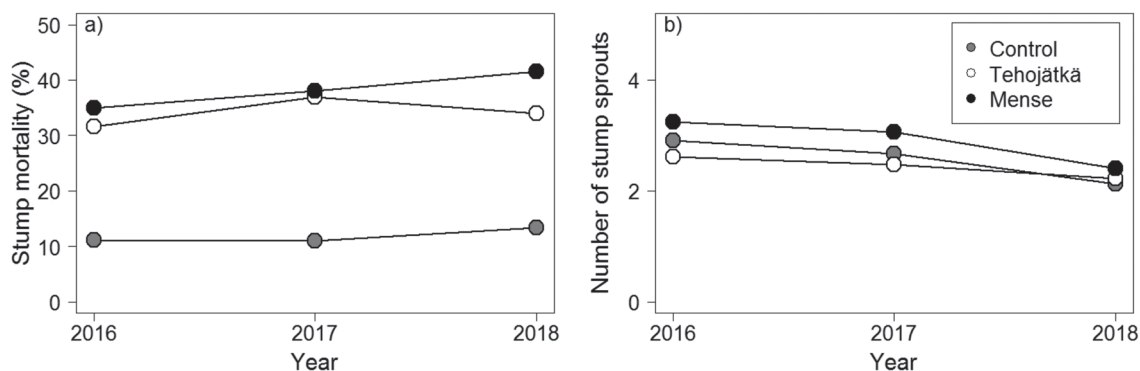 a)
Stump mortality (%)
50
40
30
20
10
0
2016 2017 2018
Year
b)
Number of stump sprouts
4
2
0
2016 2017 2018
Year
Control
Tehojätkä
Mense